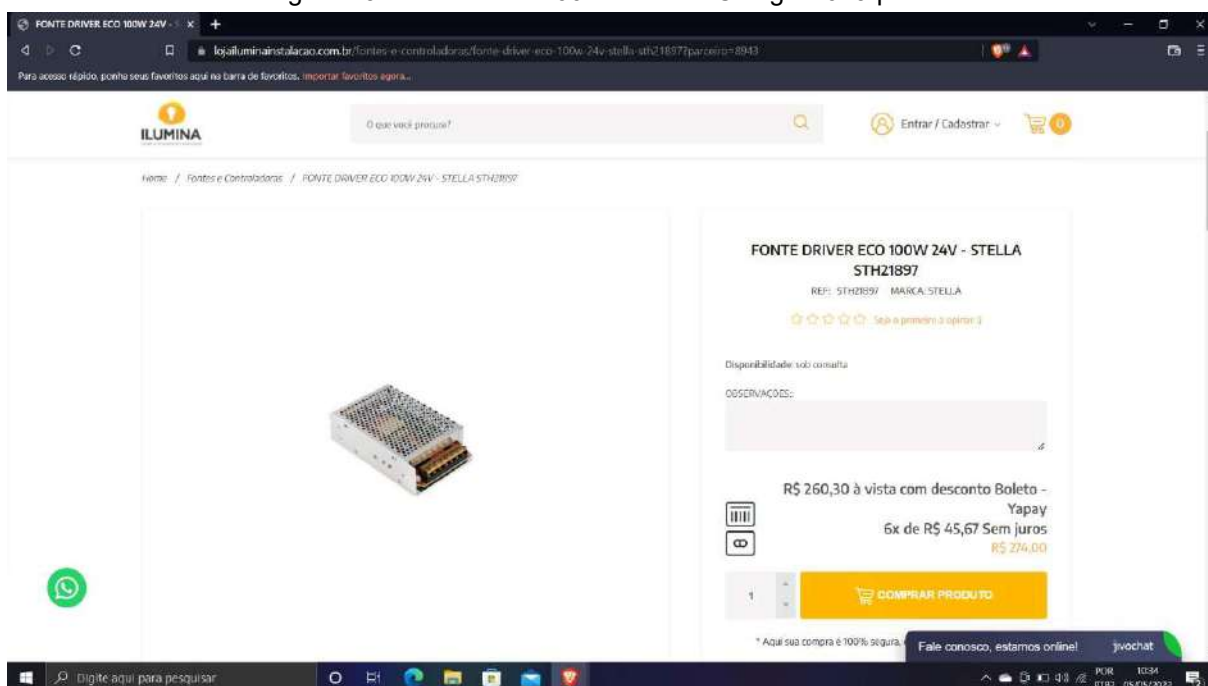 FONTE DRIVER ECO 100W 24V -
lojailuminainstalacao.com.br/fontes-e-controladoras/fonte-driver-eco-100w-24v-stella-sth21897?parceiro=8943
Para acesso rápido, ponha seus favoritos aqui na barra de favoritos. Importar favoritos agora...
ILUMINA
O que você procura?
Entrar / Cadastrar
0
Home / Fontes e Controladoras / FONTE DRIVER ECO 100W 24V - STELLA STH21897
FONTE DRIVER ECO 100W 24V - STELLA
STH21897
REF: STH21897 MARCA: STELLA
Seja o primeiro a opinar :)
Disponibilidade: sob consulta
OBSERVAÇÕES:
R$ 260,30 à vista com desconto Boleto -
Yapay
6x de R$ 45,67 Sem juros
R$ 274,00
1
COMPRAR PRODUTO
* Aqui sua compra é 100% segura,
Fale conosco, estamos online! jivochat
Digite aqui para pesquisar
POR
10:34
05/05/2023